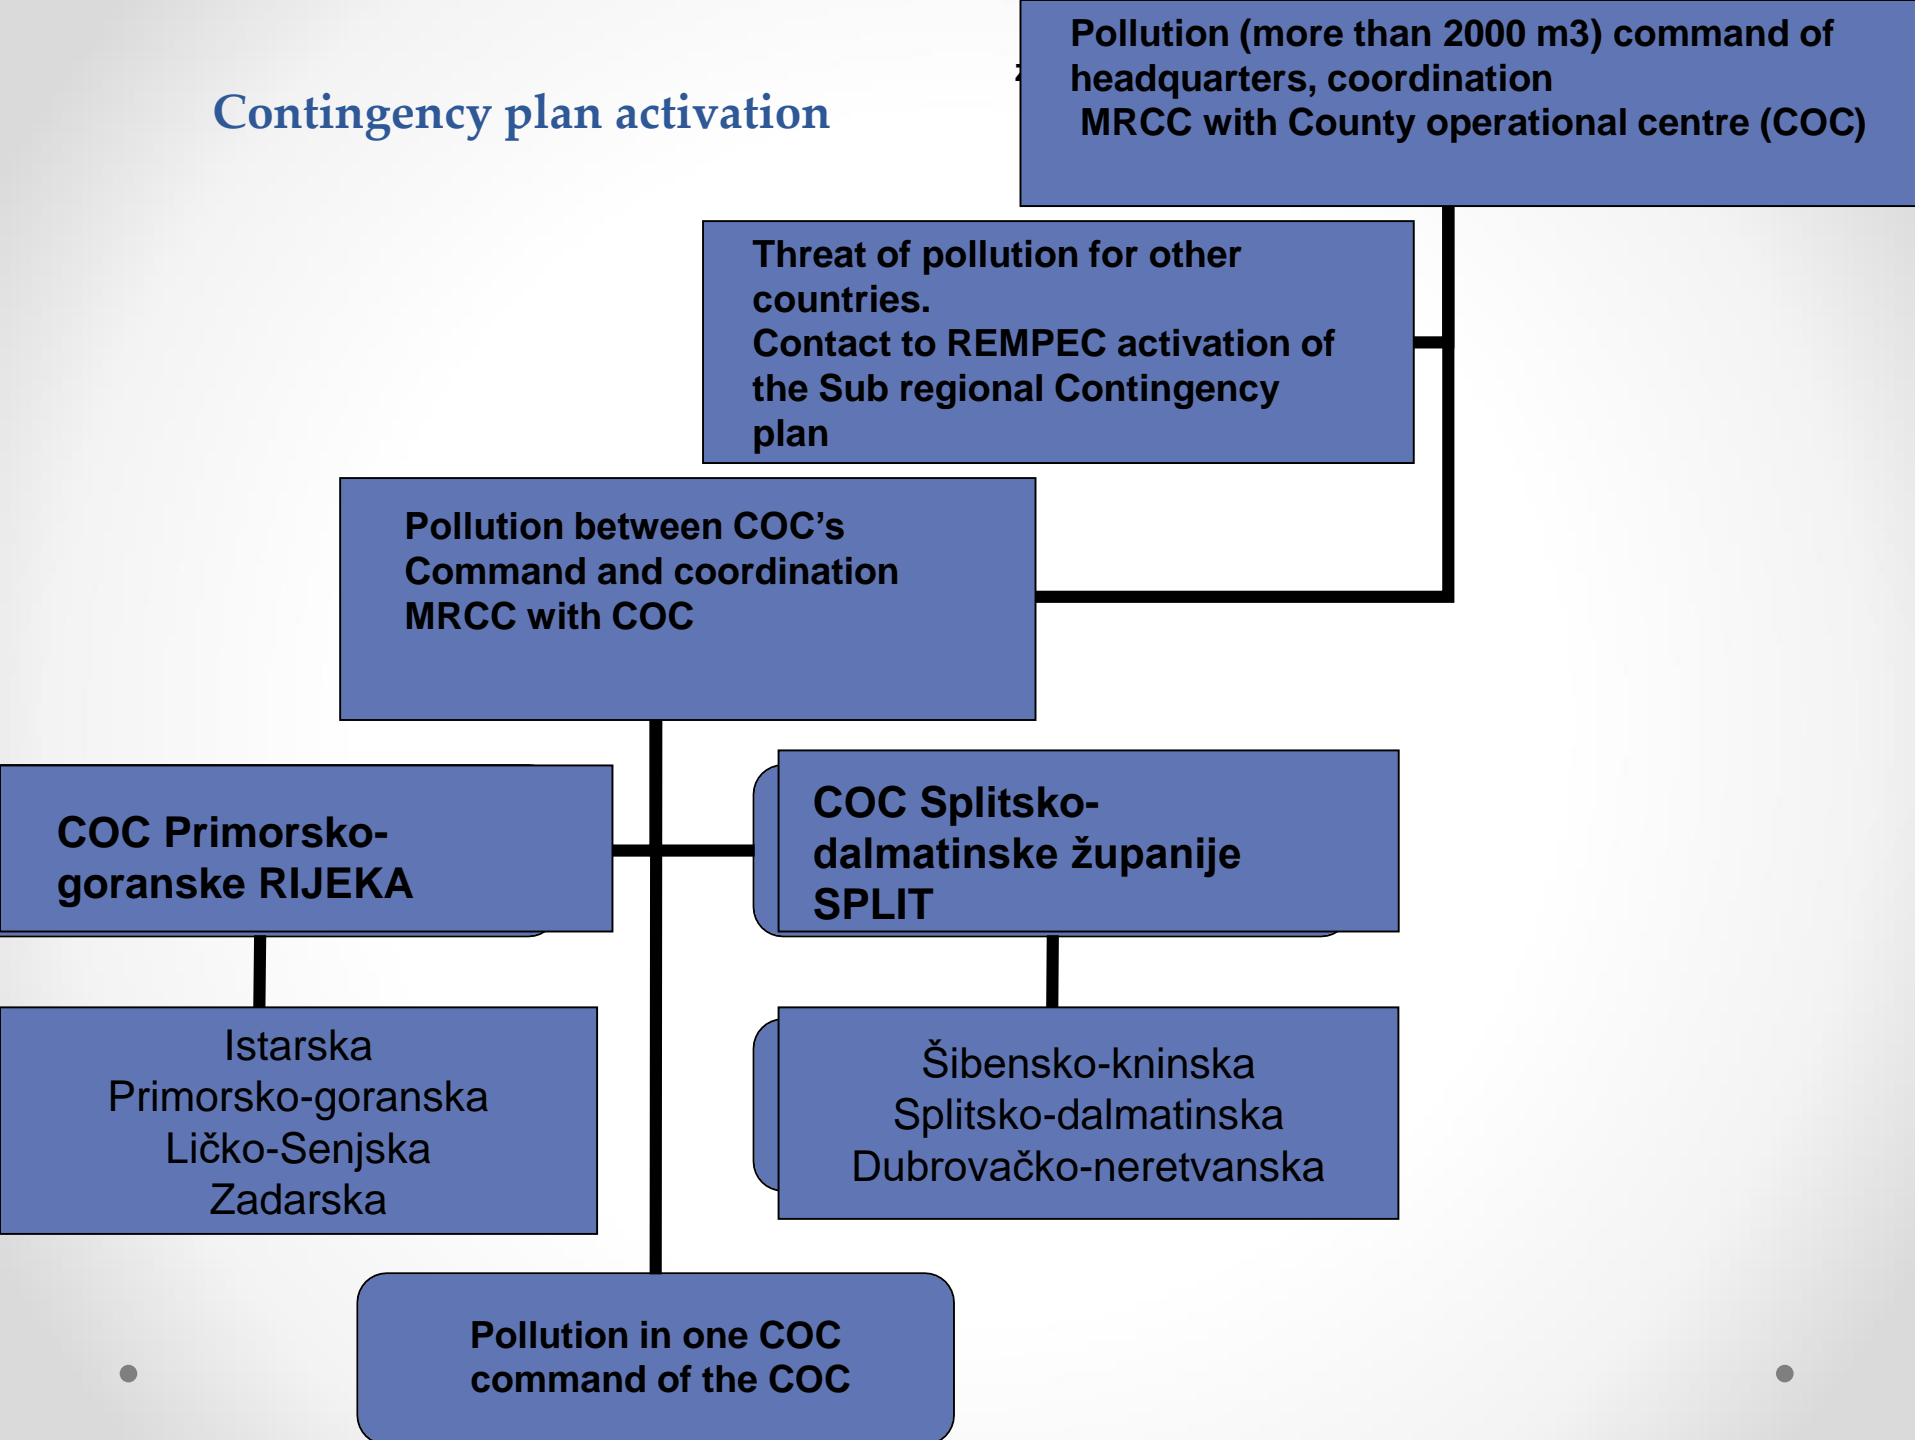 Contingency plan activation
Pollution (more than 2000 m3) command of
headquarters, coordination
MRCC with County operational centre (COC)
Threat of pollution for other
countries.
Contact to REMPEC activation of
the Sub regional Contingency
plan
Pollution between COC’s
Command and coordination
MRCC with COC
COC Primorsko-
goranske RIJEKA
COC Splitsko-
dalmatinske županije
SPLIT
Istarska
Primorsko-goranska
Ličko-Senjska
Zadarska
Šibensko-kninska
Splitsko-dalmatinska
Dubrovačko-neretvanska
Pollution in one COC
command of the COC